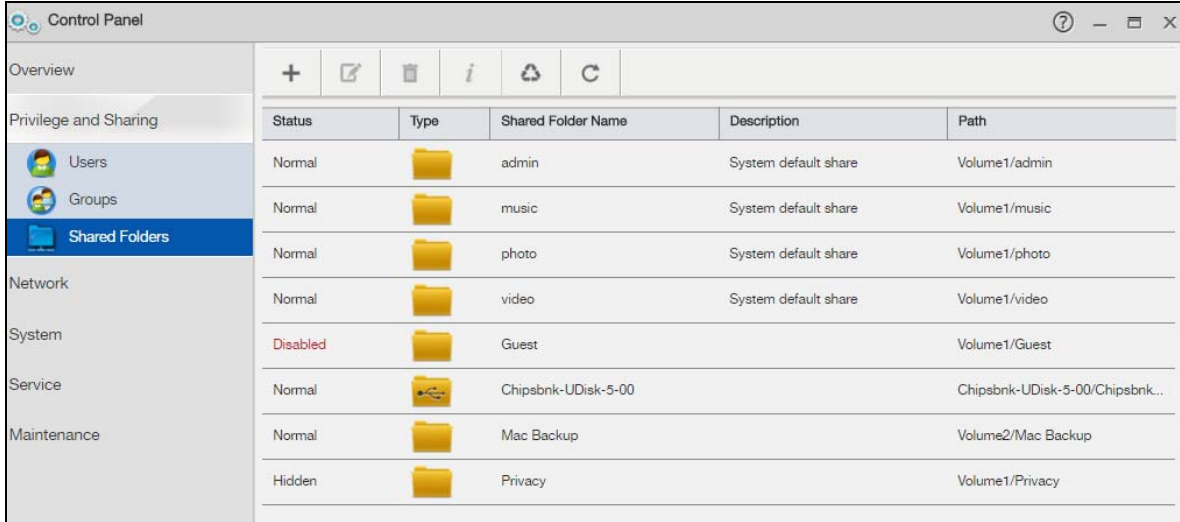 Control Panel
Overview
Privilege and Sharing
Users
Groups
Shared Folders
Network
System
Service
Maintenance
Status Type Shared Folder Name Description Path
Normal admin System default share Volume1/admin
Normal music System default share Volume1/music
Normal photo System default share Volume1/photo
Normal video System default share Volume1/video
Disabled Guest Volume1/Guest
Normal Chipsbnk-UDisk-5-00 Chipsbnk-UDisk-5-00/Chipsbnk...
Normal Mac Backup Volume2/Mac Backup
Hidden Privacy Volume1/Privacy